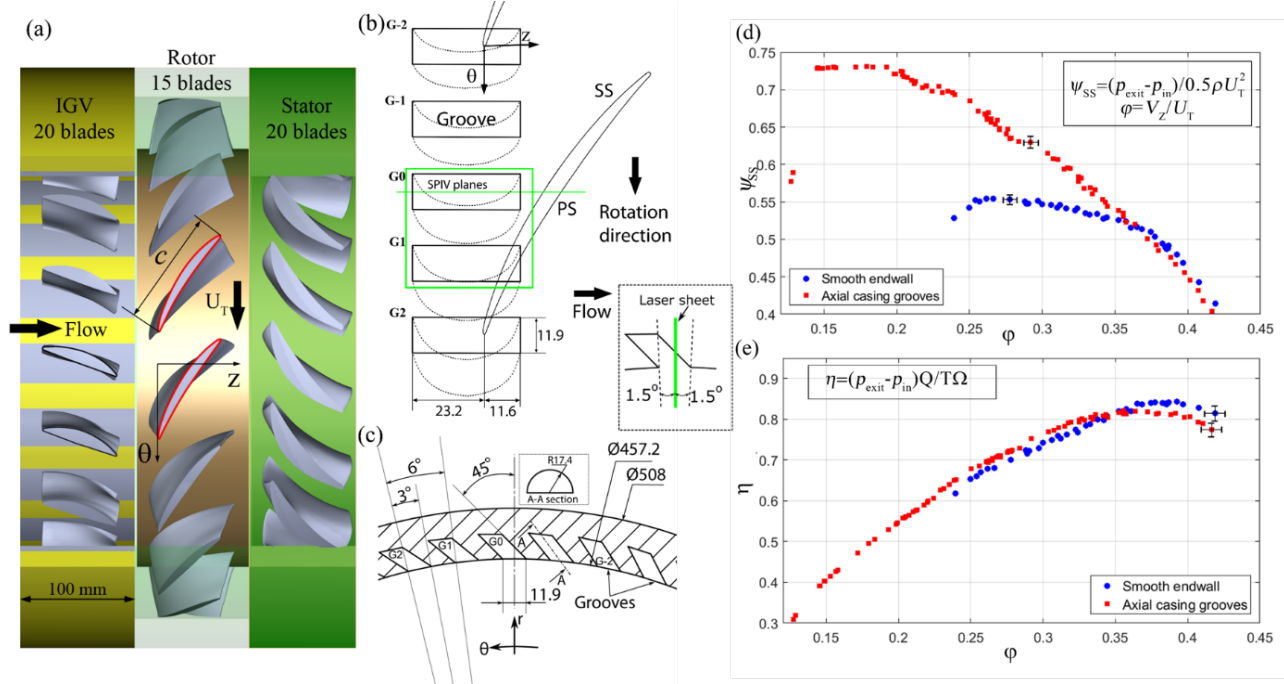 (a)
Rotor
15 blades
IGV
20 blades
Stator
20 blades
c
U_T
Flow
Z
θ
100 mm
(b)
G-2
Z
θ
G-1
Groove
SS
G0
SPIV planes
PS
Rotation
direction
G1
G2
11.9
23.2
11.6
Flow
Laser sheet
1.5°
1.5°
(c)
6°
3°
45°
R17.4
A-A section
Ø457.2
Ø508
G2
G1
G0
A
A
G-2
11.9
Grooves
r
θ
(d)
0.75
0.7
0.65
0.6
0.55
0.5
0.45
0.4
ψ_SS
ψ_SS=(p_exit-p_in)/0.5ρU_T^2
φ=V_Z/U_T
Smooth endwall
Axial casing grooves
0.15
0.2
0.25
0.3
0.35
0.4
0.45
φ
(e)
0.9
0.8
0.7
0.6
0.5
0.4
0.3
η
η=(p_exit-p_in)Q/TΩ
Smooth endwall
Axial casing grooves
0.15
0.2
0.25
0.3
0.35
0.4
0.45
φ